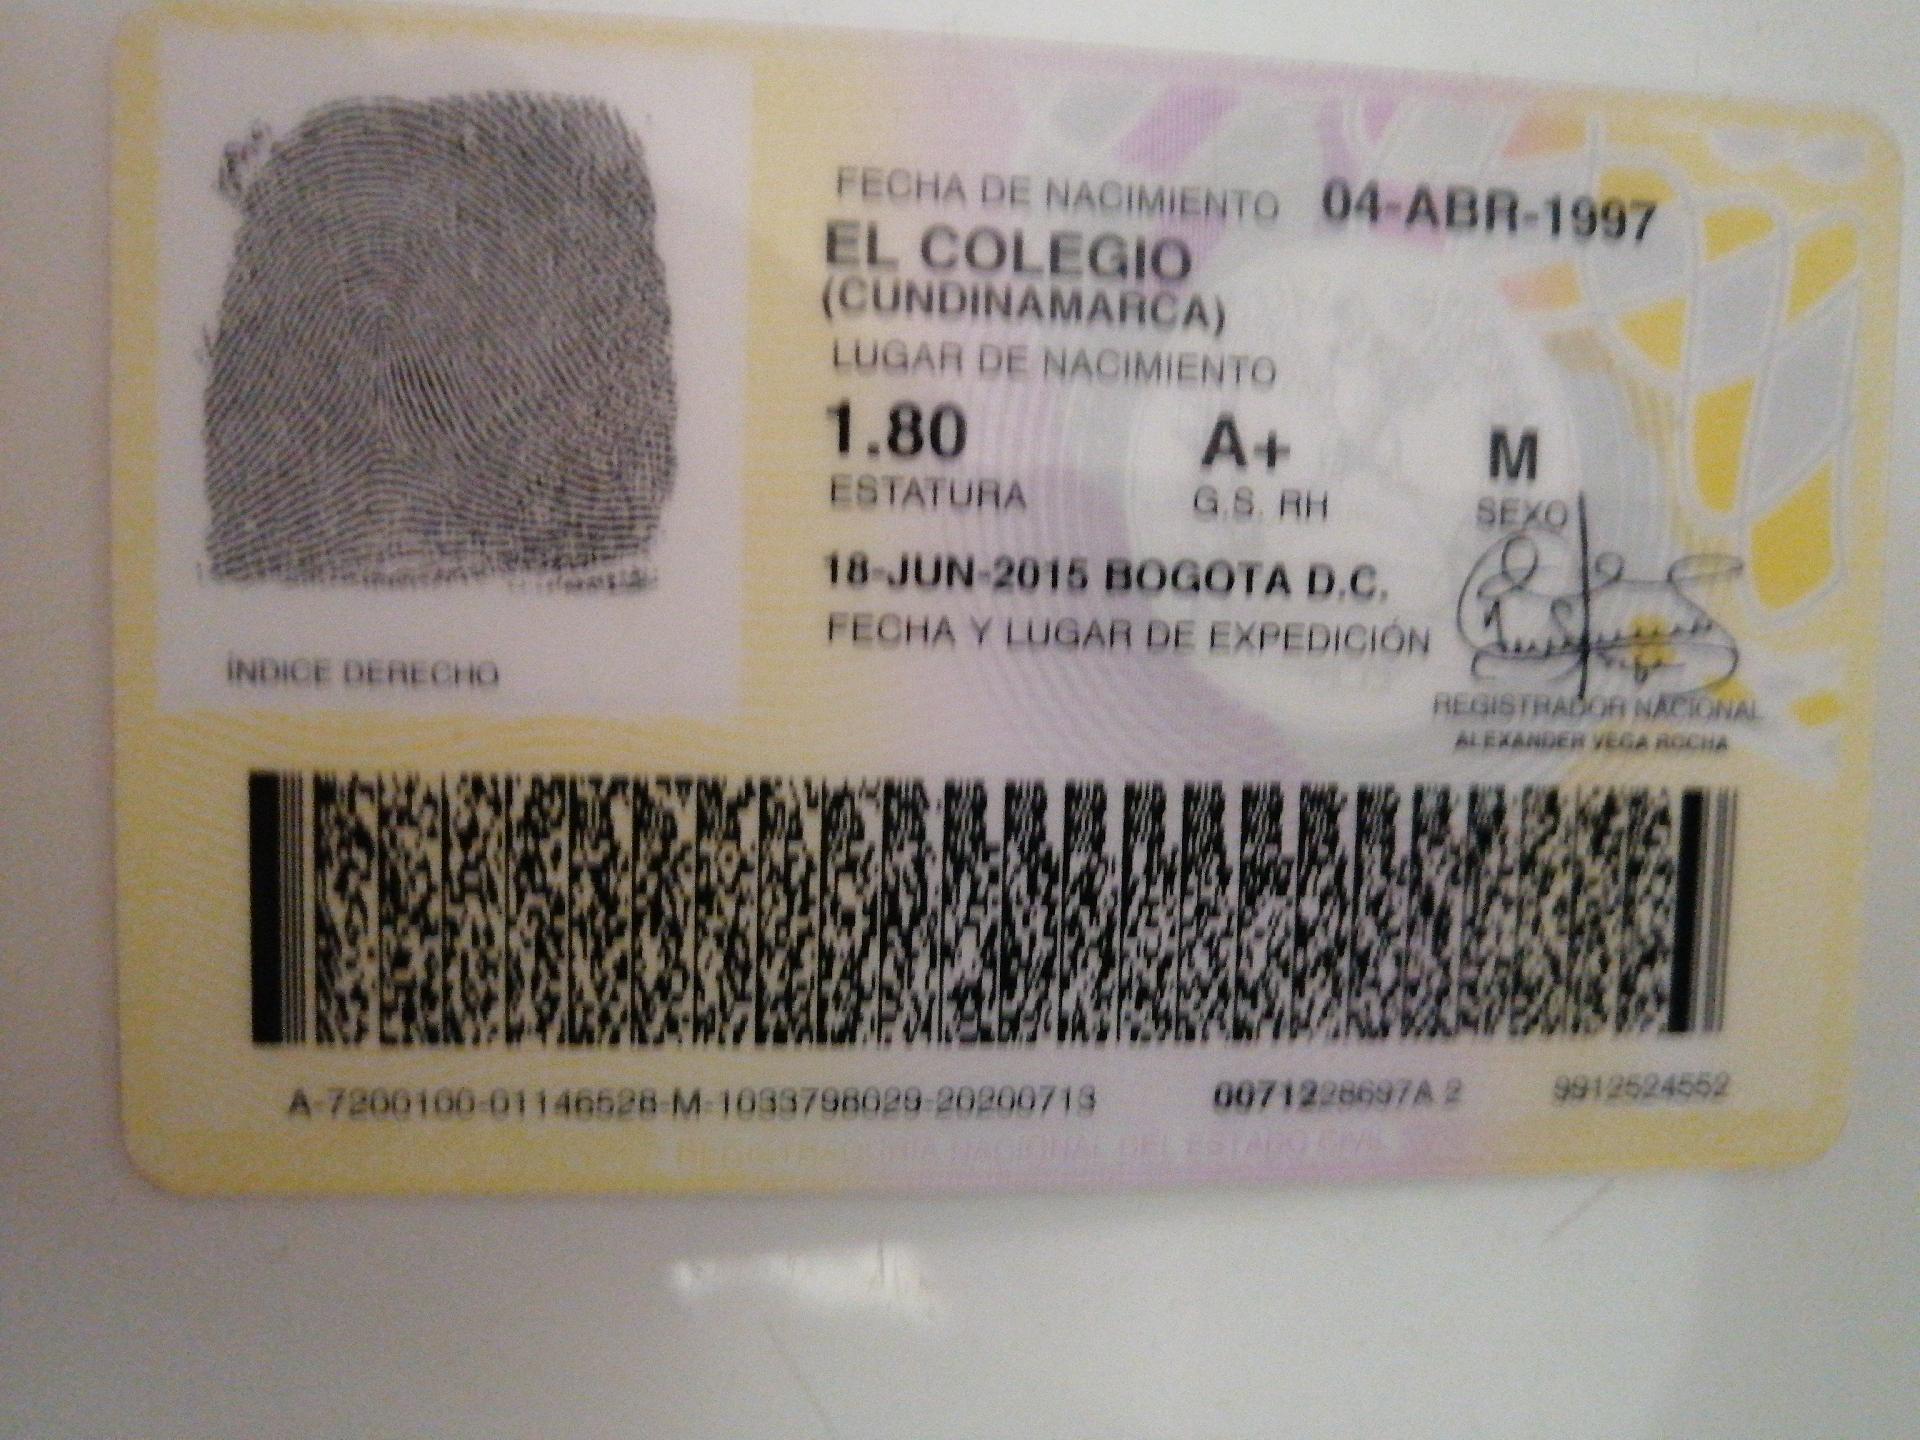 FECHA DE NACIMIENTO 04-ABR-1997
EL COLEGIO
(CUNDINAMARCA)
LUGAR DE NACIMIENTO
1.80 A+ M
ESTATURA G.S. RH SEXO
18-JUN-2015 BOGOTA D.C.
FECHA Y LUGAR DE EXPEDICIÓN
ÍNDICE DERECHO
REGISTRADOR NACIONAL
ALEXANDER VEGA ROCHA
A-7200100-01146528-M-1033798029-20200713 0071228697A 2 9912524552
REGISTRADURIA NACIONAL DEL ESTADO CIVIL